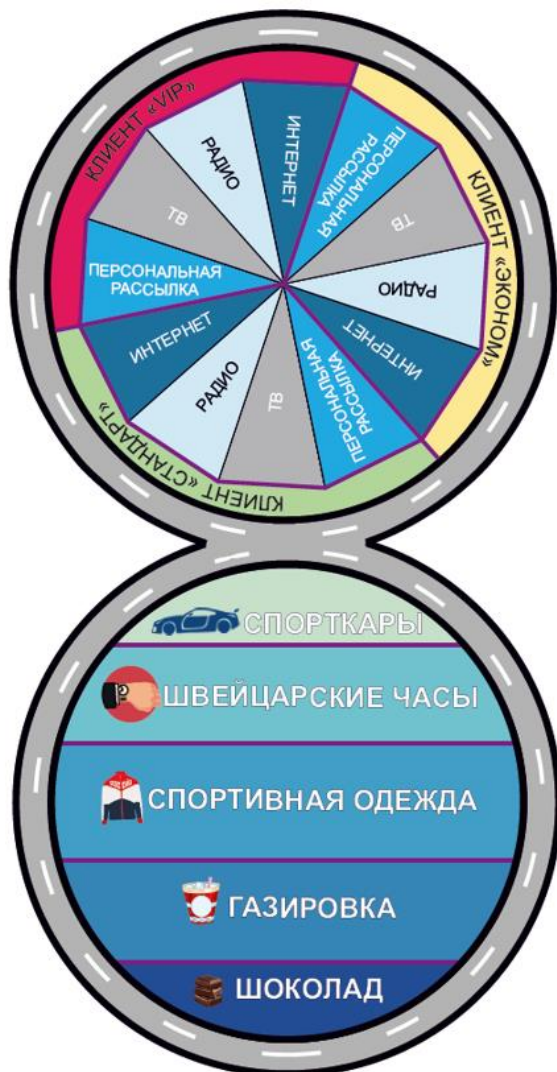 КЛИЕНТ «VIP»
ИНТЕРНЕТ
РАДИО
ТВ
ПЕРСОНАЛЬНАЯ
РАССЫЛКА
КЛИЕНТ «ЭКОНОМ»
ПЕРСОНАЛЬНАЯ
РАССЫЛКА
ТВ
РАДИО
ИНТЕРНЕТ
КЛИЕНТ «СТАНДАРТ»
ИНТЕРНЕТ
РАДИО
ТВ
ПЕРСОНАЛЬНАЯ
РАССЫЛКА
СПОРТКАРЫ
ШВЕЙЦАРСКИЕ ЧАСЫ
СПОРТИВНАЯ ОДЕЖДА
ГАЗИРОВКА
ШОКОЛАД